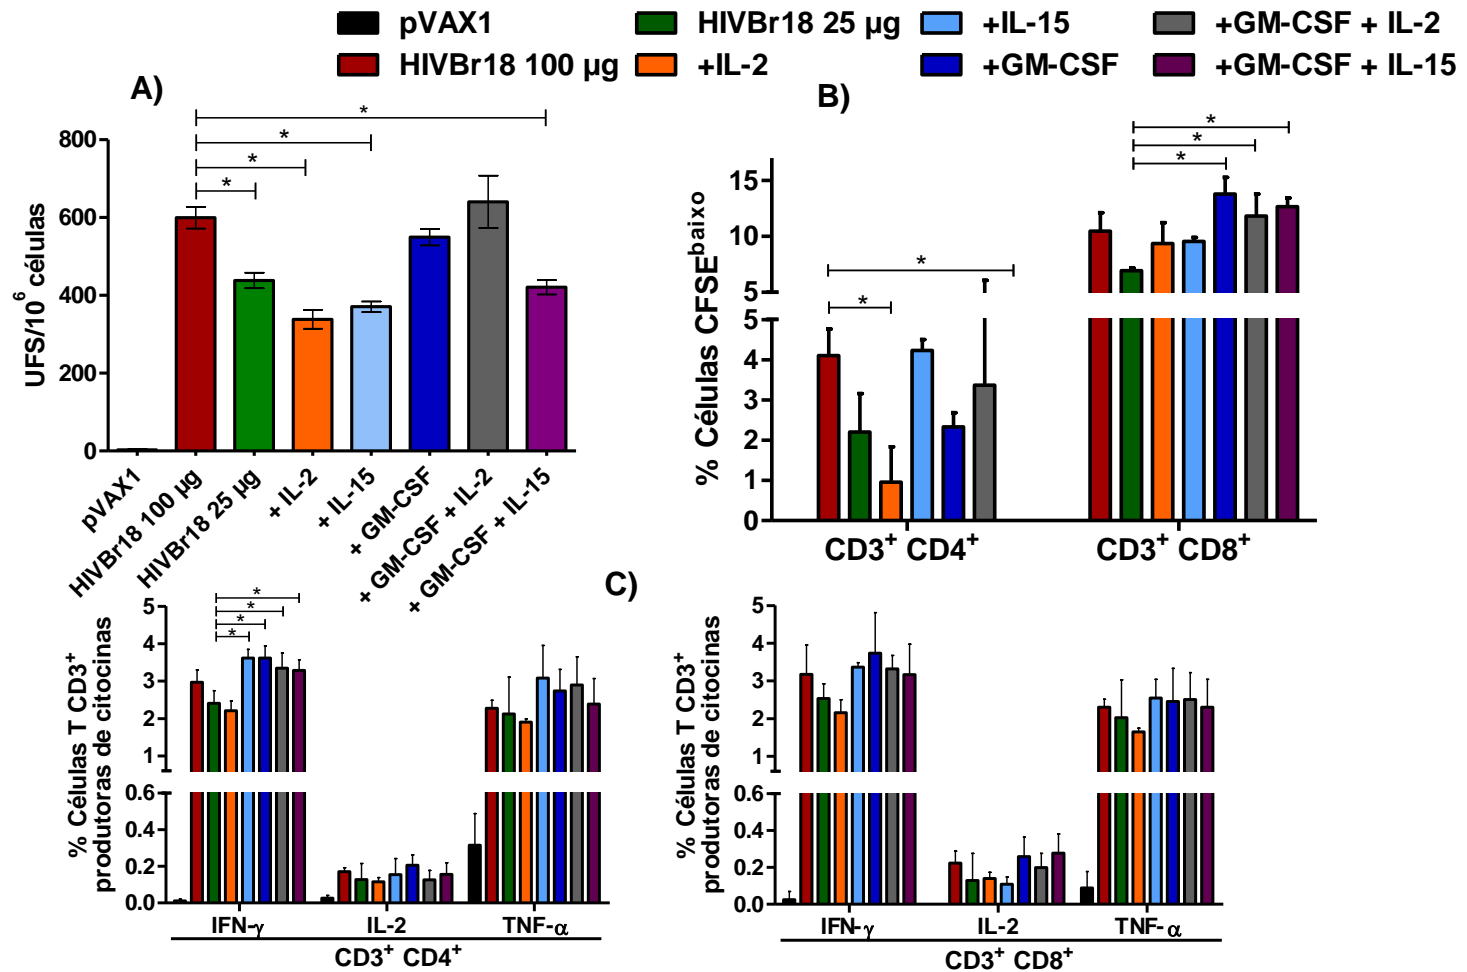 pVAX1
HIVBr18 25 µg
+IL-15
+GM-CSF + IL-2
HIVBr18 100 µg
+IL-2
+GM-CSF
+GM-CSF + IL-15
A)
UFS/10⁶ células
800
600
400
200
0
*
*
*
*
pVAX1
HIVBr18 100 µg
HIVBr18 25 µg
+ IL-2
+ IL-15
+ GM-CSF
+ GM-CSF + IL-2
+ GM-CSF + IL-15
B)
% Células CFSEᵇᵃⁱˣᵒ
15
10
5
5
4
3
2
1
0
*
*
*
*
*
CD3⁺ CD4⁺
CD3⁺ CD8⁺
C)
% Células T CD3⁺
produtoras de citocinas
5
4
3
2
1
0.6
0.4
0.2
0.0
*
*
*
*
IFN-γ
IL-2
TNF-α
CD3⁺ CD4⁺
% Células T CD3⁺
produtoras de citocinas
5
4
3
2
1
0.6
0.4
0.2
0.0
IFN-γ
IL-2
TNF-α
CD3⁺ CD8⁺